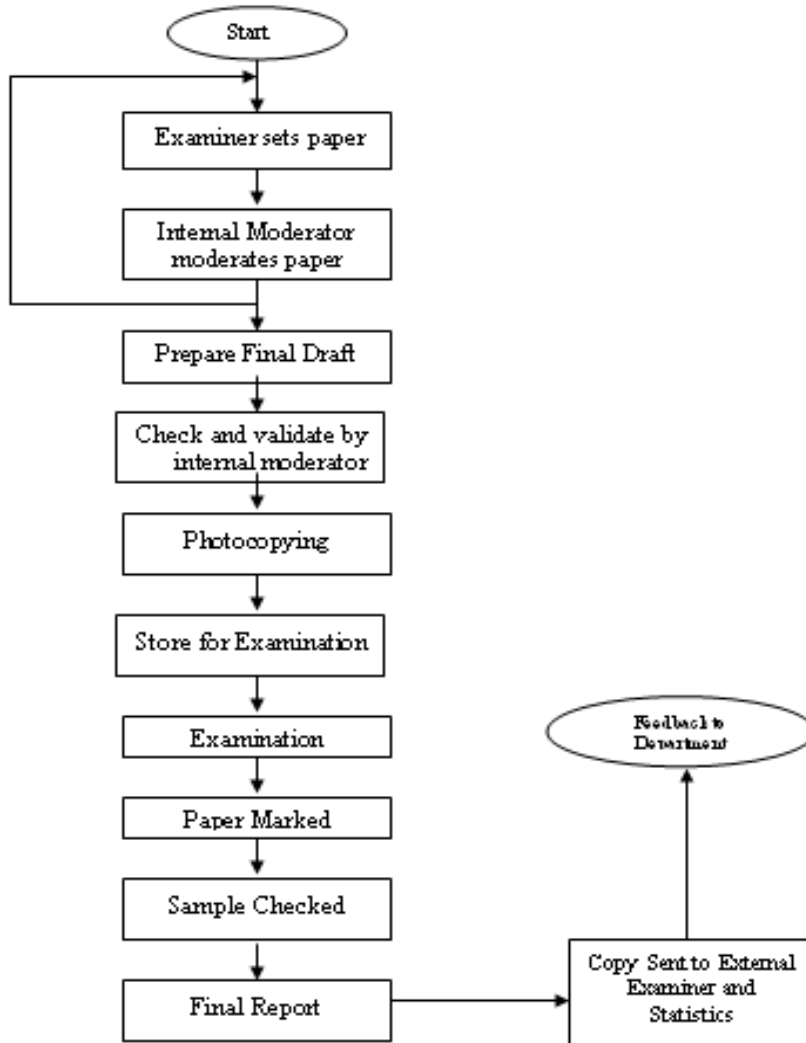 Start
Examiner sets paper
Internal Moderator
moderates paper
Prepare Final Draft
Check and validate by
internal moderator
Photocopying
Store for Examination
Examination
Paper Marked
Sample Checked
Final Report
Feedback to
Department
Copy Sent to External
Examiner and
Statistics